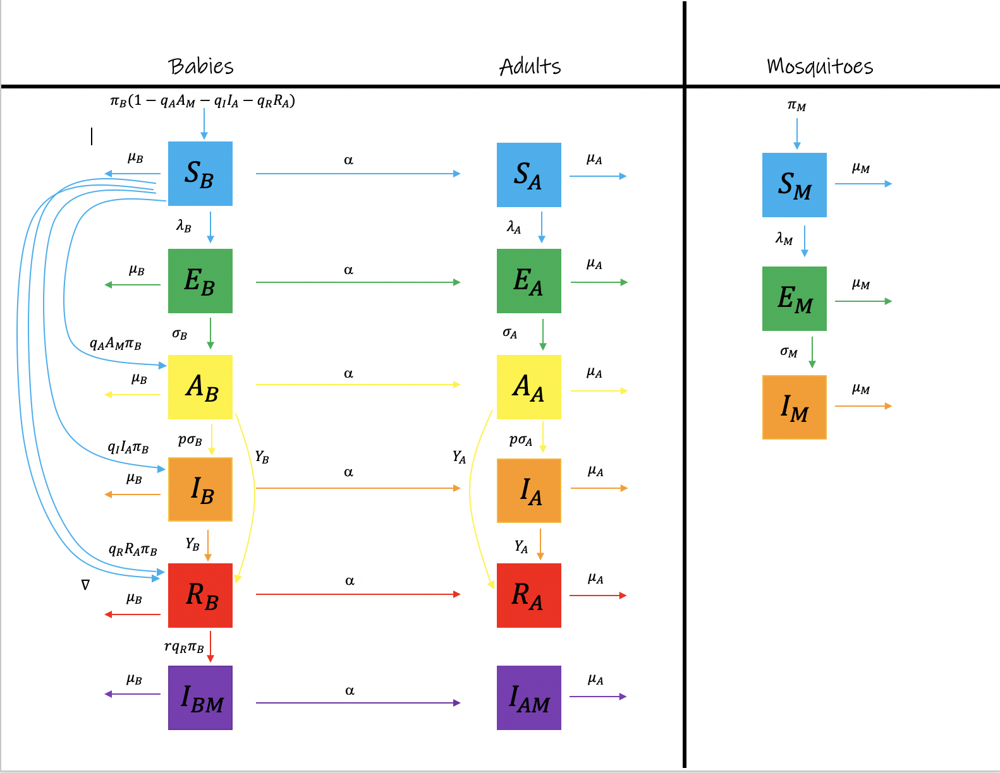 Babies Adults Mosquitoes
π_B(1 − q_A A_M − q_I I_A − q_R R_A)
π_M
μ_B S_B α S_A μ_A S_M μ_M
λ_B λ_A λ_M
μ_B E_B α E_A μ_A E_M μ_M
σ_B σ_A σ_M
q_A A_M π_B
μ_B A_B α A_A μ_A I_M μ_M
pσ_B pσ_A
q_I I_A π_B Y_B Y_A
μ_B I_B α I_A μ_A
Y_B Y_A
q_R R_A π_B
∇
μ_B R_B α R_A μ_A
rq_R π_B
μ_B I_BM α I_AM μ_A